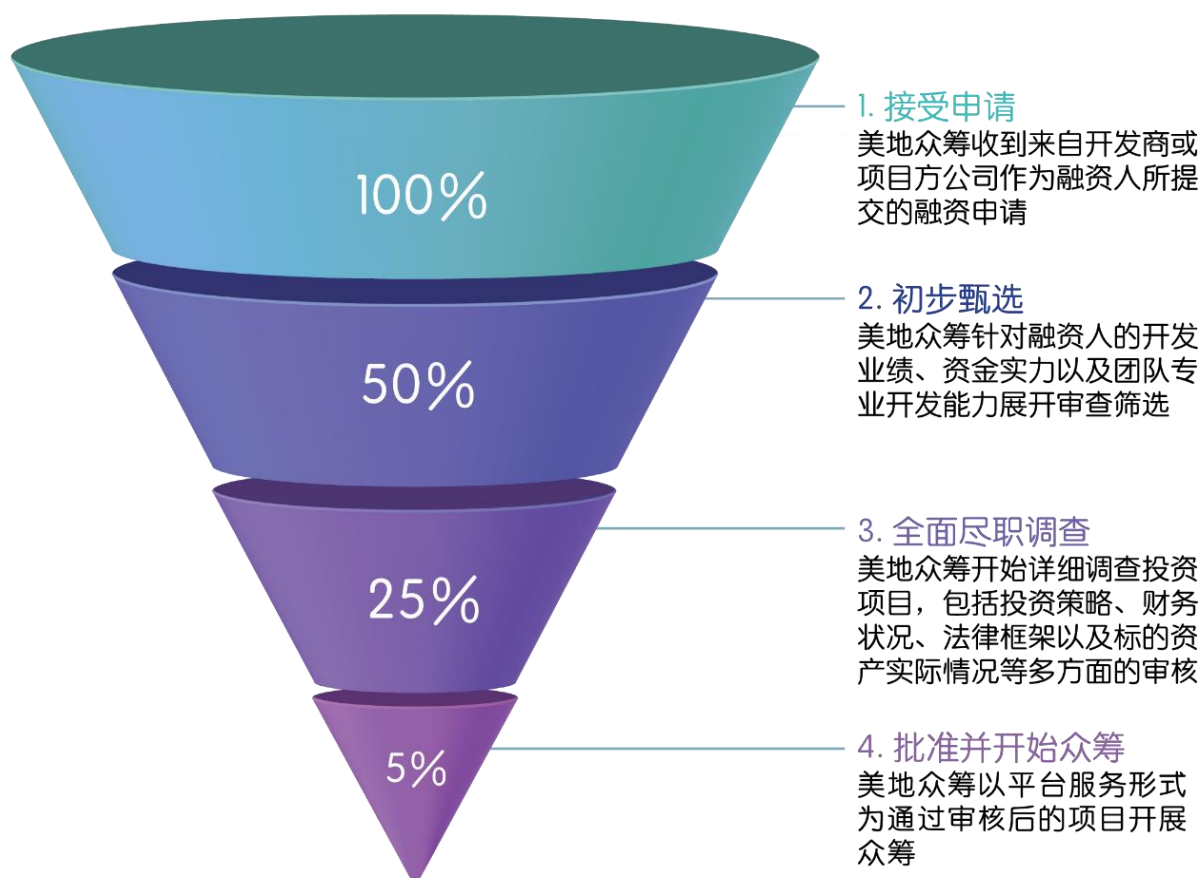 100%
1. 接受申请
美地众筹收到来自开发商或
项目方公司作为融资人所提
交的融资申请
50%
2. 初步甄选
美地众筹针对融资人的开发
业绩、资金实力以及团队专
业开发能力展开审查筛选
25%
3. 全面尽职调查
美地众筹开始详细调查投资
项目，包括投资策略、财务
状况、法律框架以及标的资
产实际情况等多方面的审核
5%
4. 批准并开始众筹
美地众筹以平台服务形式
为通过审核后的项目开展
众筹